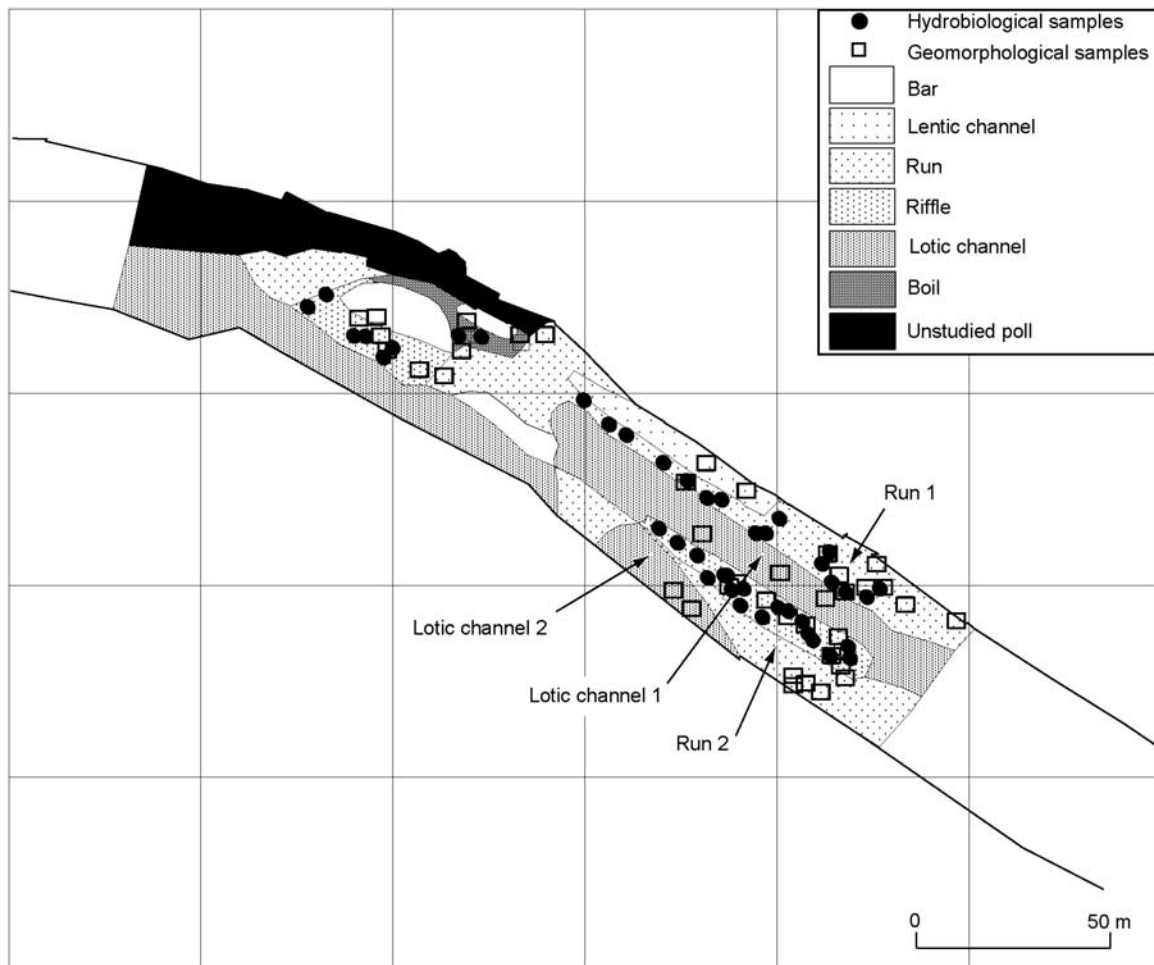 Hydrobiological samples
Geomorphological samples
Bar
Lentic channel
Run
Riffle
Lotic channel
Boil
Unstudied poll
Run 1
Lotic channel 2
Lotic channel 1
Run 2
0 50 m